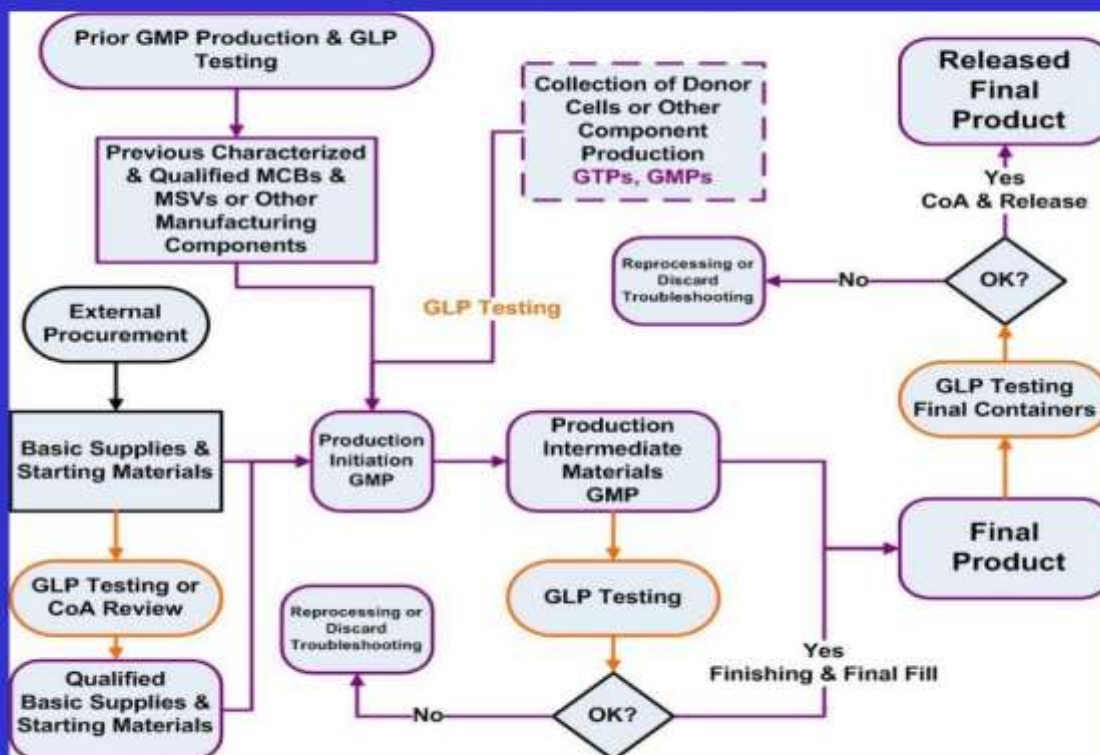 Prior GMP Production & GLP
Testing
Collection of Donor
Cells or Other
Component
Production
GTPs, GMPs
Released
Final
Product
Previous Characterized
& Qualified MCBs &
MSVs or Other
Manufacturing
Components
Yes
CoA & Release
Reprocessing or
Discard
Troubleshooting
No
OK?
External
Procurement
GLP Testing
GLP Testing
Final Containers
Basic Supplies &
Starting Materials
Production
Initiation
GMP
Production
Intermediate
Materials
GMP
Final
Product
GLP Testing or
CoA Review
GLP Testing
Reprocessing or
Discard
Troubleshooting
Yes
Finishing & Final Fill
Qualified
Basic Supplies &
Starting Materials
No
OK?